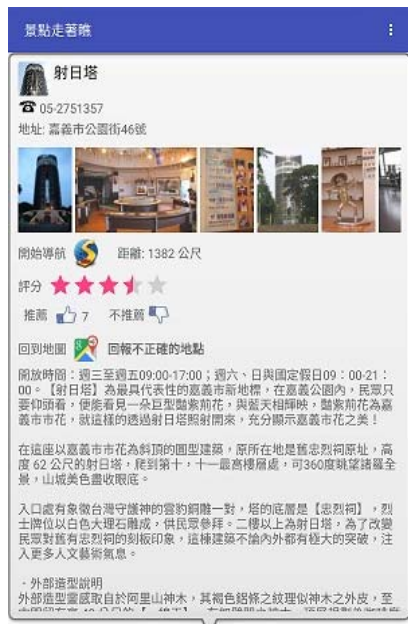 景點走著瞧
射日塔
05-2751357
地址: 嘉義市公園街46號
開始導航 距離: 1382 公尺
評分
推薦 7 不推薦
回到地圖 回報不正確的地點
開放時間：週三至週五09:00-17:00；週六、日與國定假日09：00-21：
00。【射日塔】為最具代表性的嘉義市新地標，在嘉義公園內，民眾只
要仰頭看，便能看見一朵巨型豔紫荊花，與藍天相輝映，豔紫荊花為嘉
義市市花，就這樣的透過射日塔照射開來，充分顯示嘉義市花之美！
在這座以嘉義市市花為斜頂的圓型建築，原所在地是舊忠烈祠原址，高
度 62 公尺的射日塔，爬到第十，十一最高樓層處，可360度眺望諸羅全
景，山城美色盡收眼底。
入口處有象徵台灣守護神的雲豹銅雕一對，塔的底層是【忠烈祠】，烈
士牌位以白色大理石雕成，供民眾參拜。二樓以上為射日塔，為了改變
民眾對舊有忠烈祠的刻板印象，這棟建築不論內外都有極大的突破，注
入更多人文藝術氣息。
．外部造型說明
外部造型靈感取自於阿里山神木，其褐色鋁條之紋理似神木之外皮，至